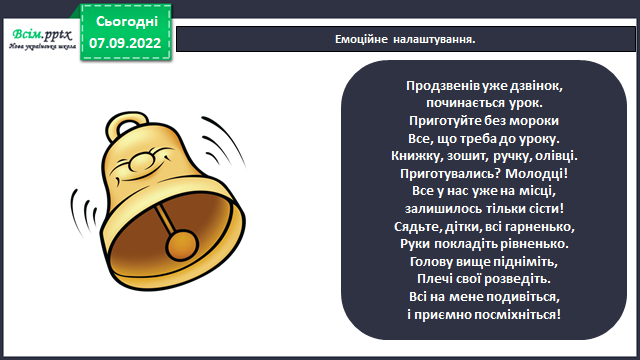 Всім.pptx
Нова українська школа
Сьогодні
07.09.2022
Емоційне налаштування.
Продзвенів уже дзвінок,
починається урок.
Приготуйте без мороки
Все, що треба до уроку.
Книжку, зошит, ручку, олівці.
Приготувались? Молодці!
Все у нас уже на місці,
залишилось тільки сісти!
Сядьте, дітки, всі гарненько,
Руки покладіть рівненько.
Голову вище підніміть,
Плечі свої розведіть.
Всі на мене подивіться,
і приємно посміхніться!